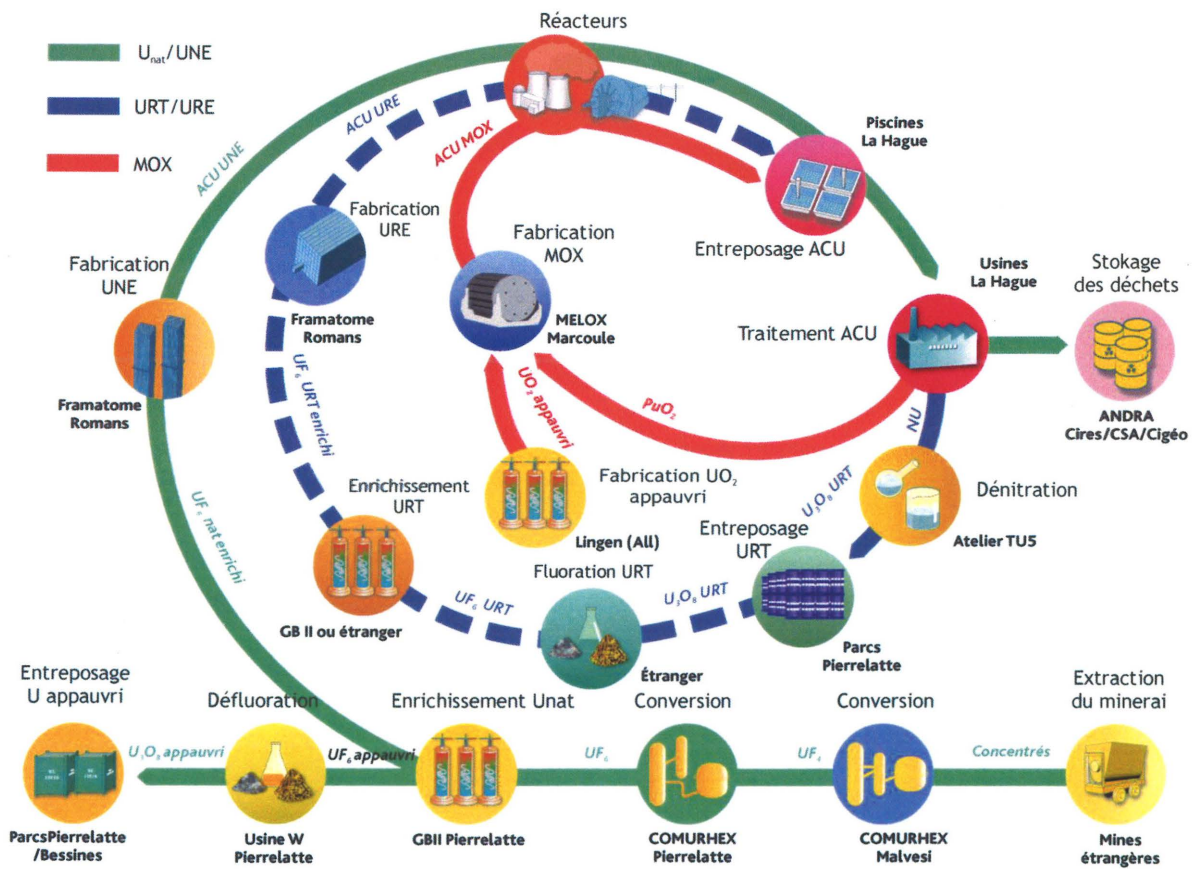 Réacteurs
U_nat/UNE
URT/URE
MOX
ACU URE
ACU MOX
ACU UNE
Piscines
La Hague
Entreposage ACU
Fabrication
URE
Framatome
Romans
Fabrication
MOX
MELOX
Marcoule
Fabrication
UNE
Framatome
Romans
Usines
La Hague
Traitement ACU
Stokage
des déchets
ANDRA
Cires/CSA/Cigéo
UF₆ URT enrichi
UO₂ appauvri
PuO₂
NU
Fabrication UO₂
appauvri
Lingen (All)
Dénitration
Atelier TU5
U₃O₈ URT
Enrichissement
URT
GB II ou étranger
Entreposage
URT
Parcs
Pierrelatte
Fluoration URT
Étranger
UF₆ URT
U₃O₈ URT
UF₆ nat enrichi
Entreposage
U appauvri
ParcsPierrelatte
/Bessines
U₃O₈ appauvri
Défluoration
Usine W
Pierrelatte
UF₆ appauvri
Enrichissement Unat
GBII Pierrelatte
UF₆
Conversion
COMURHEX
Pierrelatte
UF₄
Conversion
COMURHEX
Malvesi
Concentrés
Extraction
du minerai
Mines
étrangères